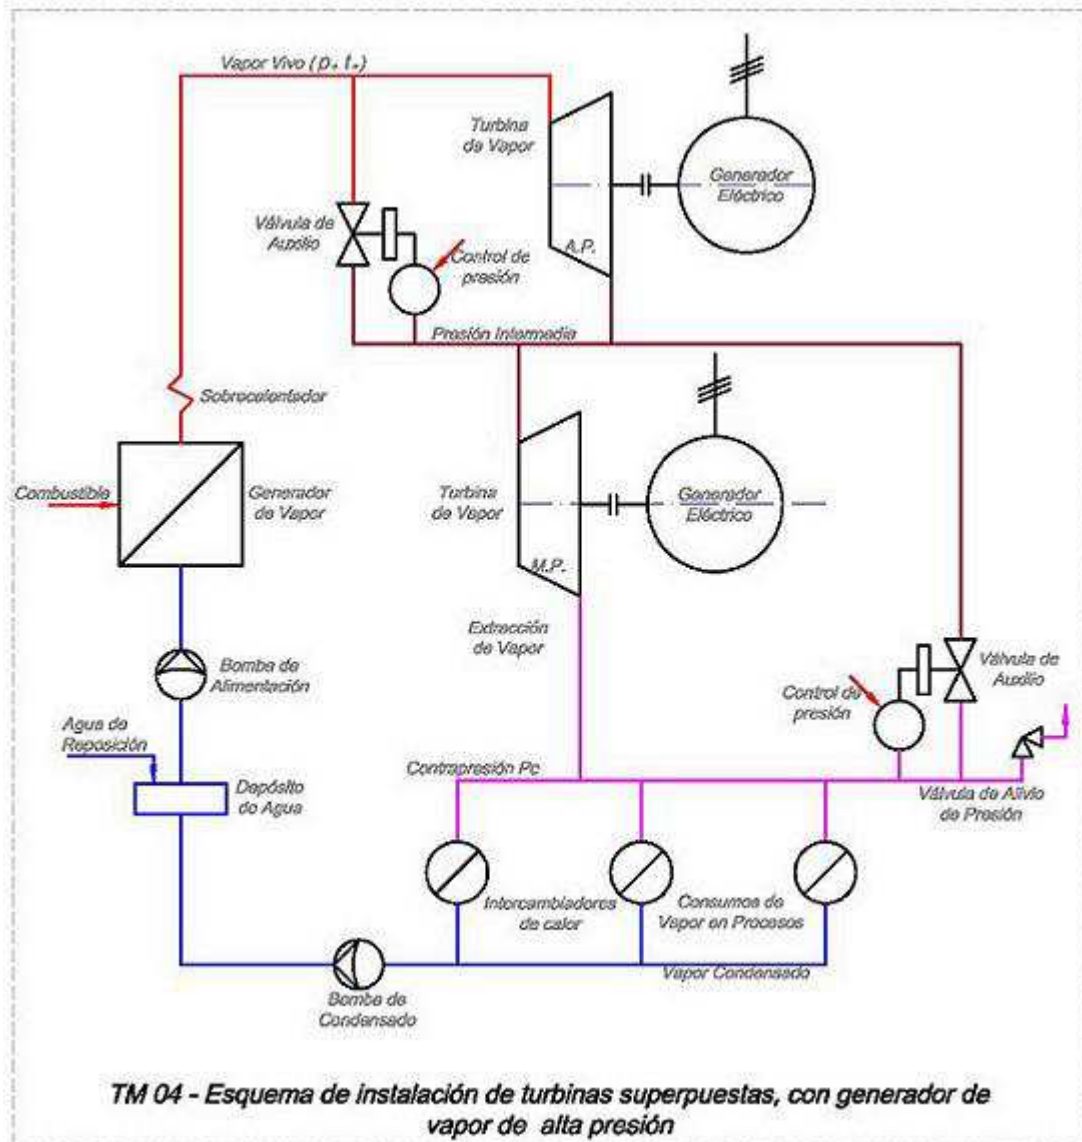 Vapor Vivo (p. t.)
Turbina
de Vapor
Generador
Eléctrico
Válvula de
Auxilio
Control de
presión
A.P.
Presión Intermedia
Sobrecalentador
Combustible
Generador
de Vapor
Turbina
de Vapor
Generador
Eléctrico
M.P.
Extracción
de Vapor
Bomba de
Alimentación
Control de
presión
Válvula de
Auxilio
Agua de
Reposición
Depósito
de Agua
Contrapresión Pc
Válvula de Alivio
de Presión
Intercambiadores
de calor
Consumos de
Vapor en Procesos
Vapor Condensado
Bomba de
Condensado
TM 04 - Esquema de instalación de turbinas superpuestas, con generador de
vapor de alta presión